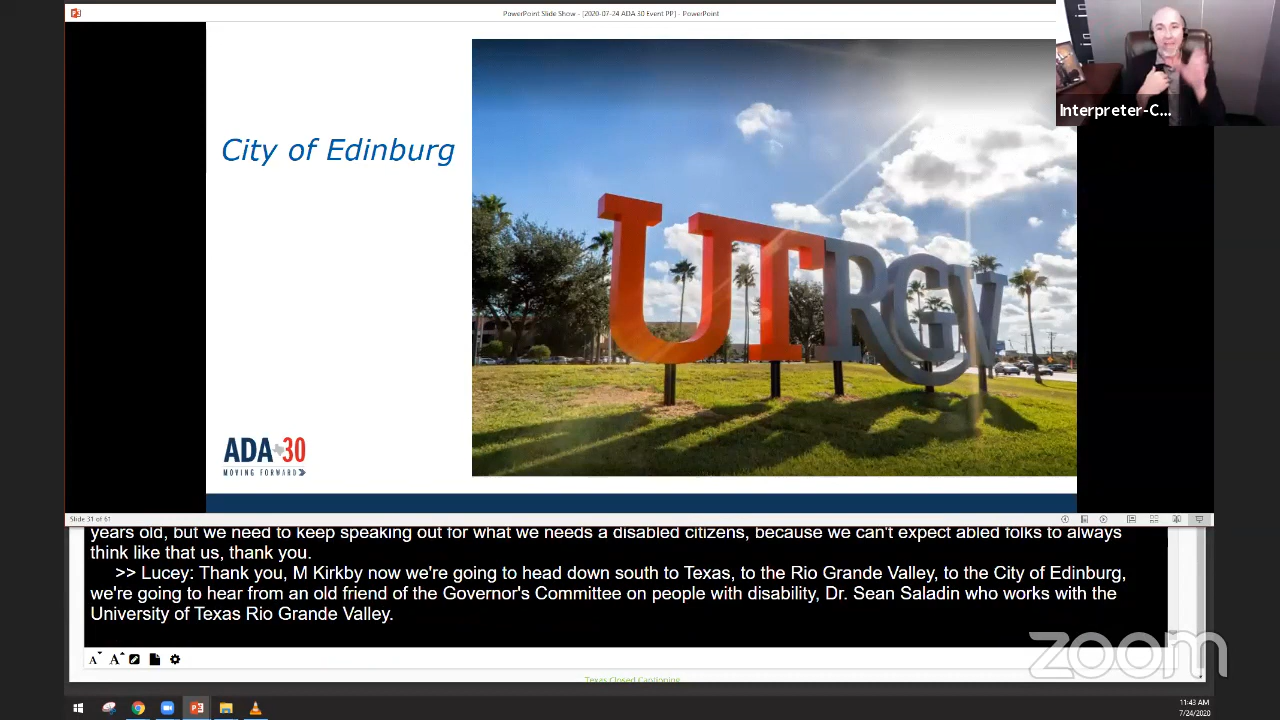 PowerPoint Slide Show - [2020-07-24 ADA 30 Event PP] - PowerPoint
City of Edinburg
UTRGV
Interpreter-C...
ADA 30
MOVING FORWARD
Slide 31 of 61
years old, but we need to keep speaking out for what we needs a disabled citizens, because we can't expect abled folks to always
think like that us, thank you.
>> Lucey: Thank you, M Kirkby now we're going to head down south to Texas, to the Rio Grande Valley, to the City of Edinburg,
we're going to hear from an old friend of the Governor's Committee on people with disability, Dr. Sean Saladin who works with the
University of Texas Rio Grande Valley.
zoom
Texas Closed Captioning
11:43 AM
7/24/2020